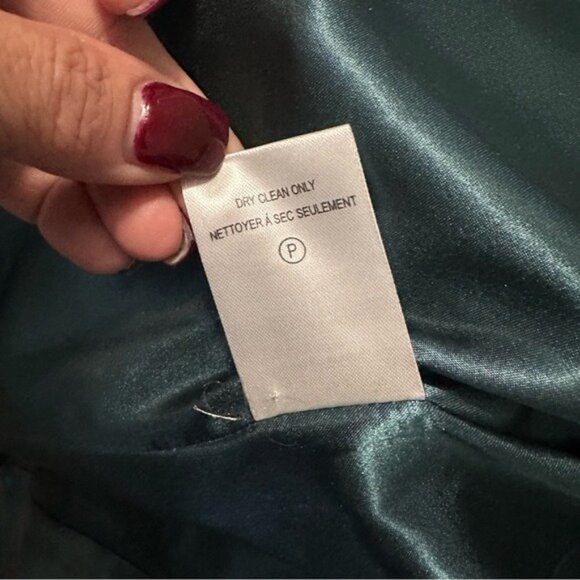 DRY CLEAN ONLY
NETTOYER À SEC SEULEMENT
P